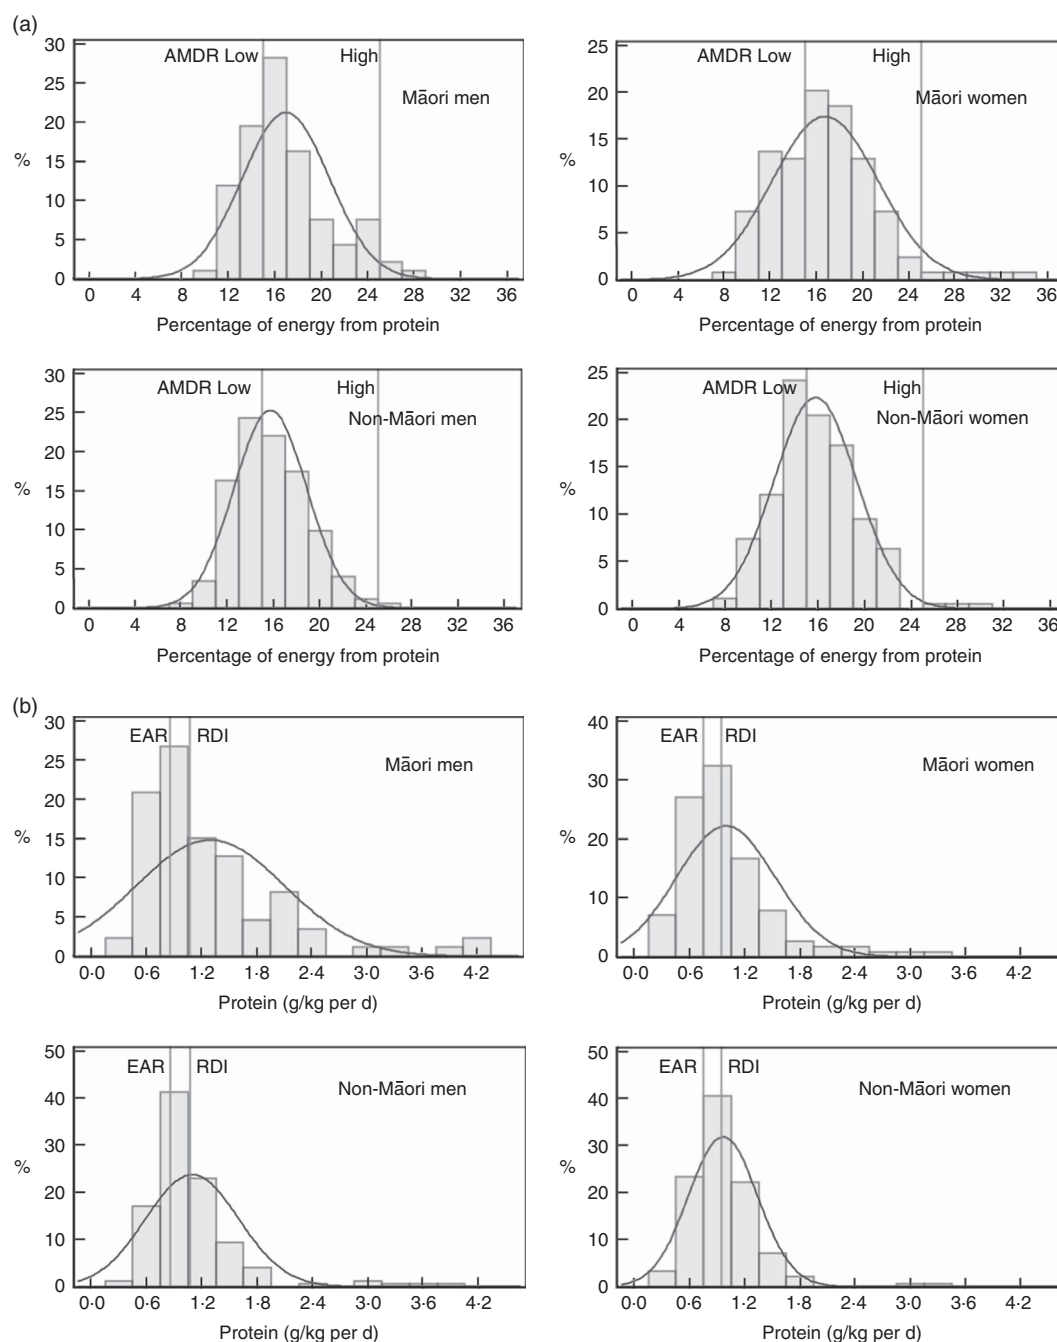 (a)
30
25
20
15
10
5
0
%
AMDR Low
High
Māori men
0 4 8 12 16 20 24 28 32 36
Percentage of energy from protein
25
20
15
10
5
0
%
AMDR Low
High
Māori women
0 4 8 12 16 20 24 28 32 36
Percentage of energy from protein
30
25
20
15
10
5
0
%
AMDR Low
High
Non-Māori men
0 4 8 12 16 20 24 28 32 36
Percentage of energy from protein
25
20
15
10
5
0
%
AMDR Low
High
Non-Māori women
0 4 8 12 16 20 24 28 32 36
Percentage of energy from protein
(b)
30
25
20
15
10
5
0
%
EAR
RDI
Māori men
0·0 0·6 1·2 1·8 2·4 3·0 3·6 4·2
Protein (g/kg per d)
40
30
20
10
0
%
EAR
RDI
Māori women
0·0 0·6 1·2 1·8 2·4 3·0 3·6 4·2
Protein (g/kg per d)
50
40
30
20
10
0
%
EAR
RDI
Non-Māori men
0·0 0·6 1·2 1·8 2·4 3·0 3·6 4·2
Protein (g/kg per d)
50
40
30
20
10
0
%
EAR
RDI
Non-Māori women
0·0 0·6 1·2 1·8 2·4 3·0 3·6 4·2
Protein (g/kg per d)